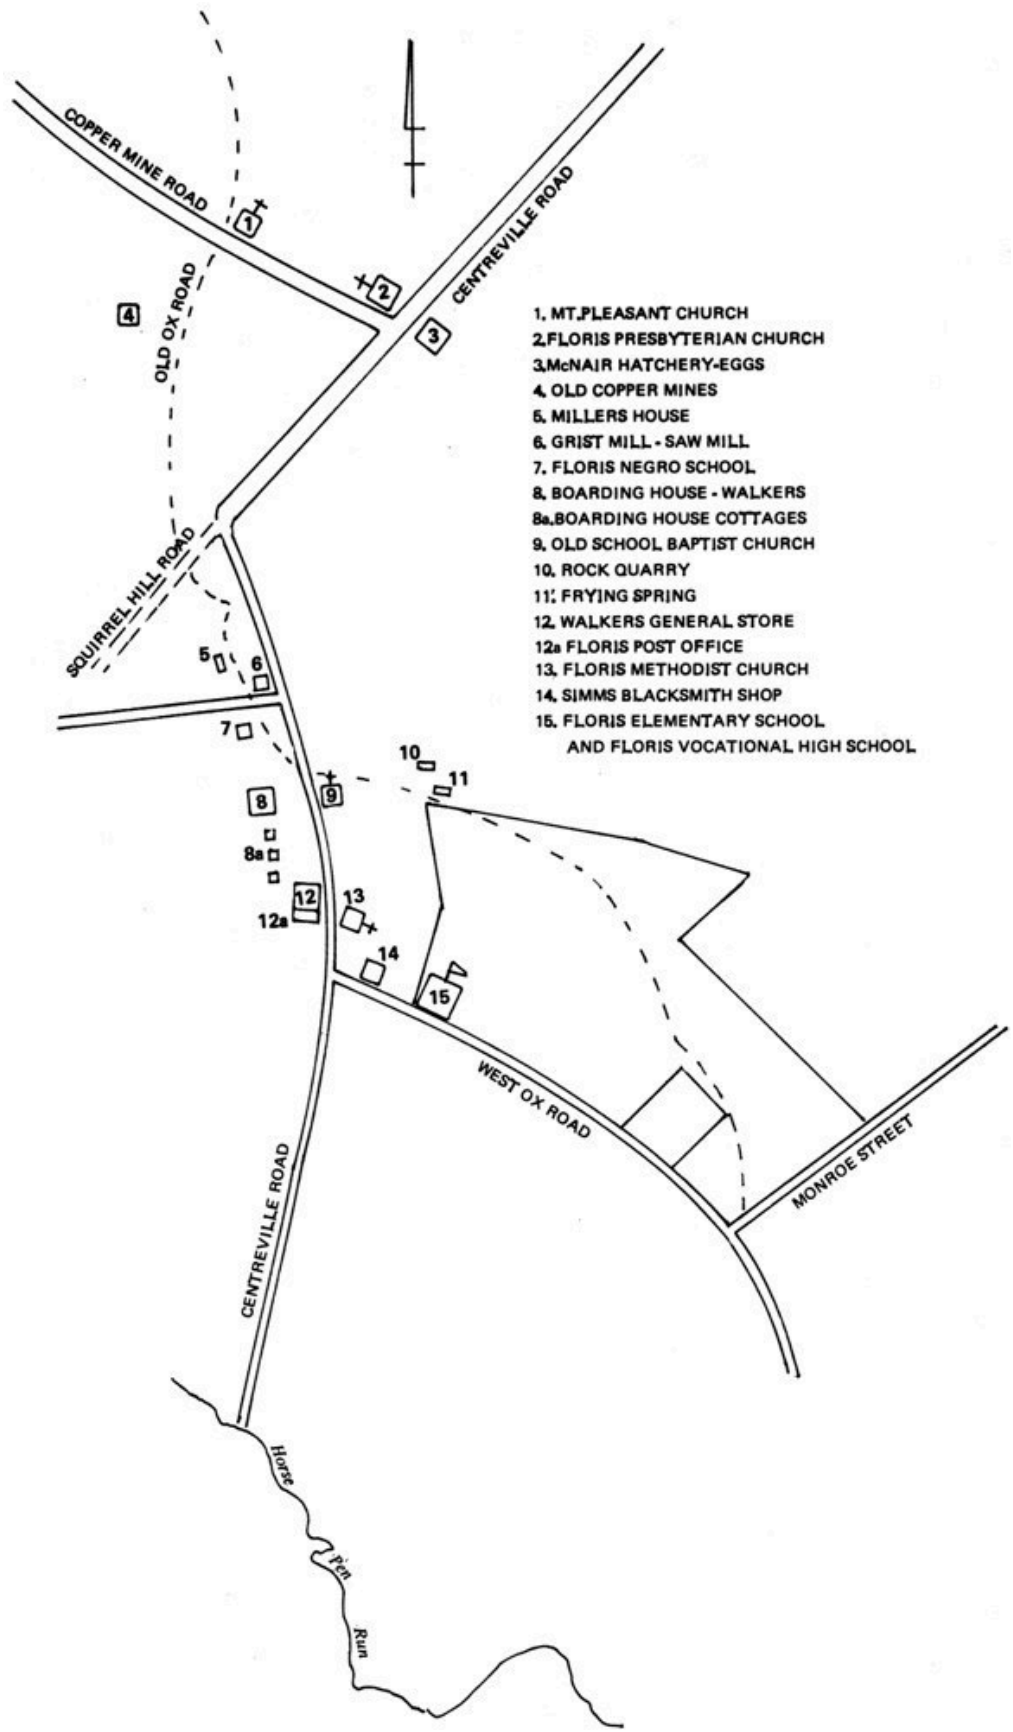 COPPER MINE ROAD
1
2
CENTREVILLE ROAD
OLD OX ROAD
4
3
1. MT.PLEASANT CHURCH
2.FLORIS PRESBYTERIAN CHURCH
3.McNAIR HATCHERY-EGGS
4. OLD COPPER MINES
5. MILLERS HOUSE
6. GRIST MILL - SAW MILL
7. FLORIS NEGRO SCHOOL
8. BOARDING HOUSE - WALKERS
8a.BOARDING HOUSE COTTAGES
9. OLD SCHOOL BAPTIST CHURCH
10. ROCK QUARRY
11. FRYING SPRING
12. WALKERS GENERAL STORE
12a FLORIS POST OFFICE
13. FLORIS METHODIST CHURCH
14. SIMMS BLACKSMITH SHOP
15. FLORIS ELEMENTARY SCHOOL
AND FLORIS VOCATIONAL HIGH SCHOOL
SQUIRREL HILL ROAD
5
6
7
10
11
8
9
8a
12
13
12a
14
15
WEST OX ROAD
MONROE STREET
CENTREVILLE ROAD
Horse
Pen
Run